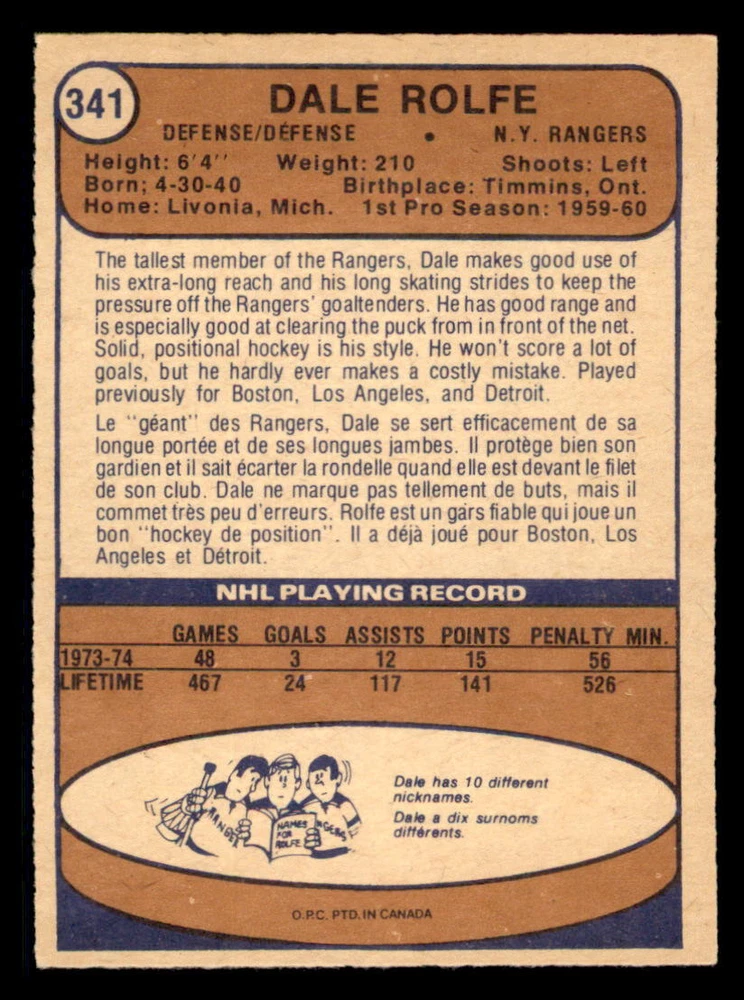 341
DALE ROLFE
DEFENSE/DÉFENSE • N.Y. RANGERS
Height: 6'4'' Weight: 210 Shoots: Left
Born; 4-30-40 Birthplace: Timmins, Ont.
Home: Livonia, Mich. 1st Pro Season: 1959-60
The tallest member of the Rangers, Dale makes good use of
his extra-long reach and his long skating strides to keep the
pressure off the Rangers' goaltenders. He has good range and
is especially good at clearing the puck from in front of the net.
Solid, positional hockey is his style. He won't score a lot of
goals, but he hardly ever makes a costly mistake. Played
previously for Boston, Los Angeles, and Detroit.
Le ''géant'' des Rangers, Dale se sert efficacement de sa
longue portée et de ses longues jambes. Il protège bien son
gardien et il sait écarter la rondelle quand elle est devant le filet
de son club. Dale ne marque pas tellement de buts, mais il
commet très peu d'erreurs. Rolfe est un gars fiable qui joue un
bon ''hockey de position''. Il a déjà joué pour Boston, Los
Angeles et Détroit.
NHL PLAYING RECORD
GAMES GOALS ASSISTS POINTS PENALTY MIN.
1973-74 48 3 12 15 56
LIFETIME 467 24 117 141 526
RANGER
NAMES
FOR
ROLFE
NGERS
Dale has 10 different
nicknames.
Dale a dix surnoms
différents.
O.P.C. PTD. IN CANADA